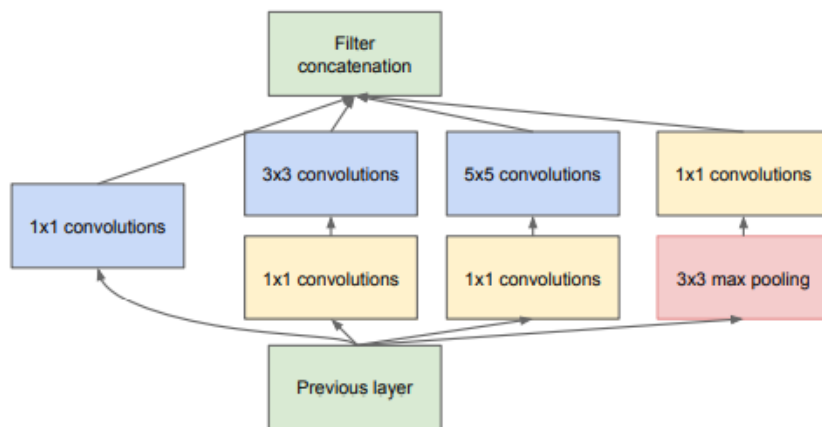 Filter
concatenation
3x3 convolutions
5x5 convolutions
1x1 convolutions
1x1 convolutions
1x1 convolutions
1x1 convolutions
3x3 max pooling
Previous layer